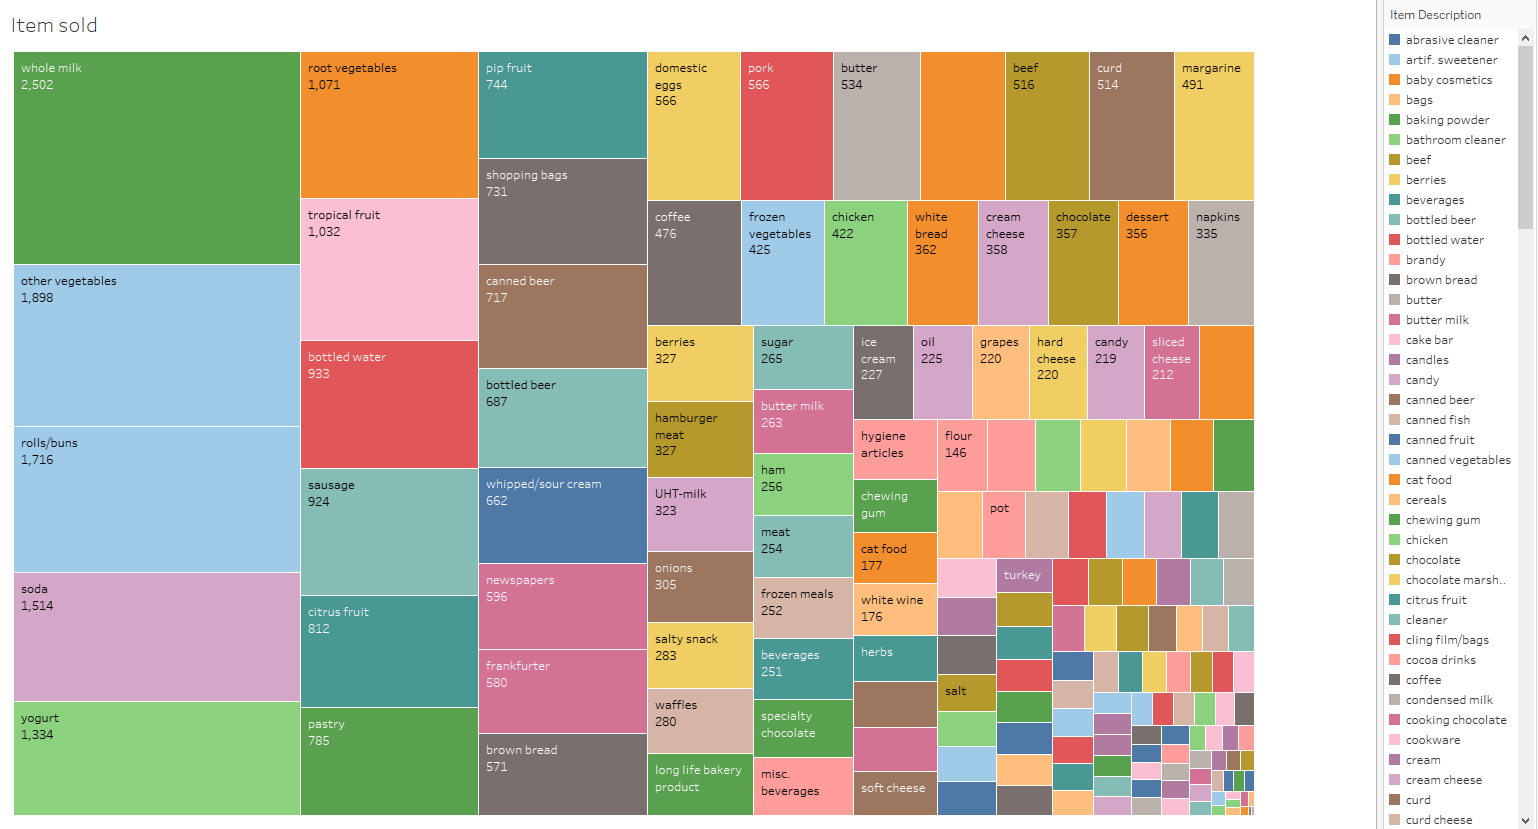 Item sold
whole milk
2,502
other vegetables
1,898
rolls/buns
1,716
soda
1,514
yogurt
1,334
root vegetables
1,071
tropical fruit
1,032
bottled water
933
sausage
924
citrus fruit
812
pastry
785
pip fruit
744
shopping bags
731
canned beer
717
bottled beer
687
whipped/sour cream
662
newspapers
596
frankfurter
580
brown bread
571
domestic
eggs
566
pork
566
butter
534
beef
516
curd
514
margarine
491
coffee
476
frozen
vegetables
425
chicken
422
white
bread
362
cream
cheese
358
chocolate
357
dessert
356
napkins
335
berries
327
hamburger
meat
327
UHT-milk
323
onions
305
salty snack
283
waffles
280
long life bakery
product
sugar
265
butter milk
263
ham
256
meat
254
frozen meals
252
beverages
251
specialty
chocolate
misc.
beverages
ice
cream
227
oil
225
grapes
220
hard
cheese
220
candy
219
sliced
cheese
212
hygiene
articles
chewing
gum
cat food
177
white wine
176
herbs
soft cheese
flour
146
pot
turkey
salt
Item Description
abrasive cleaner
artif. sweetener
baby cosmetics
bags
baking powder
bathroom cleaner
beef
berries
beverages
bottled beer
bottled water
brandy
brown bread
butter
butter milk
cake bar
candles
candy
canned beer
canned fish
canned fruit
canned vegetables
cat food
cereals
chewing gum
chicken
chocolate
chocolate marsh..
citrus fruit
cleaner
cling film/bags
cocoa drinks
coffee
condensed milk
cooking chocolate
cookware
cream
cream cheese
curd
curd cheese